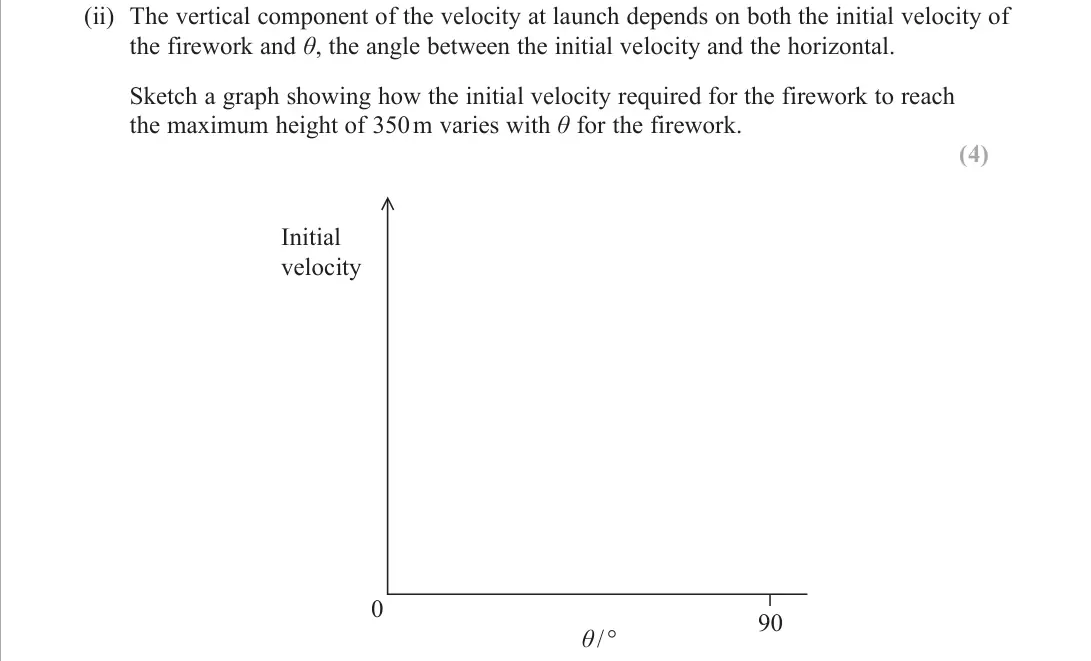 (ii) The vertical component of the velocity at launch depends on both the initial velocity of
the firework and θ, the angle between the initial velocity and the horizontal.
Sketch a graph showing how the initial velocity required for the firework to reach
the maximum height of 350 m varies with θ for the firework.
(4)
Initial
velocity
0
90
θ/°